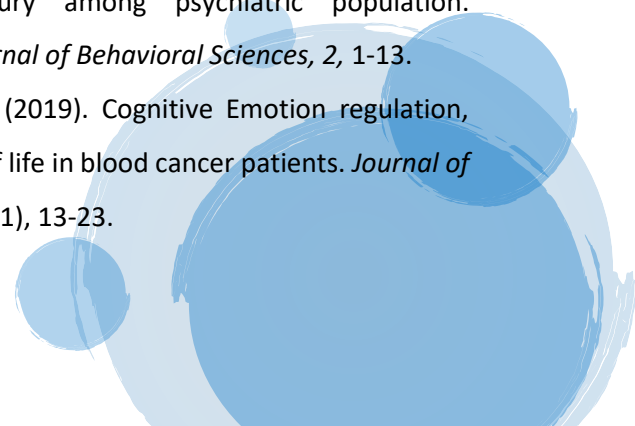 ury among psychiatric population.
rnal of Behavioral Sciences, 2, 1-13.
(2019). Cognitive Emotion regulation,
f life in blood cancer patients. Journal of
1), 13-23.